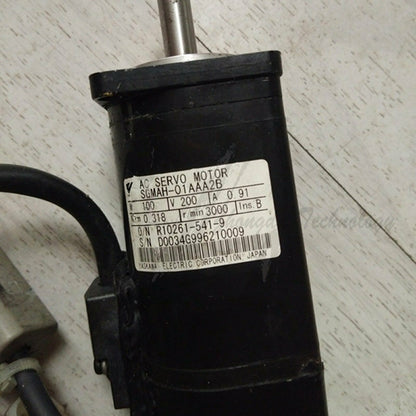 AC SERVO MOTOR
SGMAH-01AAA2B
W 100 V 200 A 0.91
N·m 0.318 r/min 3000 Ins. B
O/N R10261-541-9
S/N D0034G996210009
YASKAWA ELECTRIC CORPORATION JAPAN